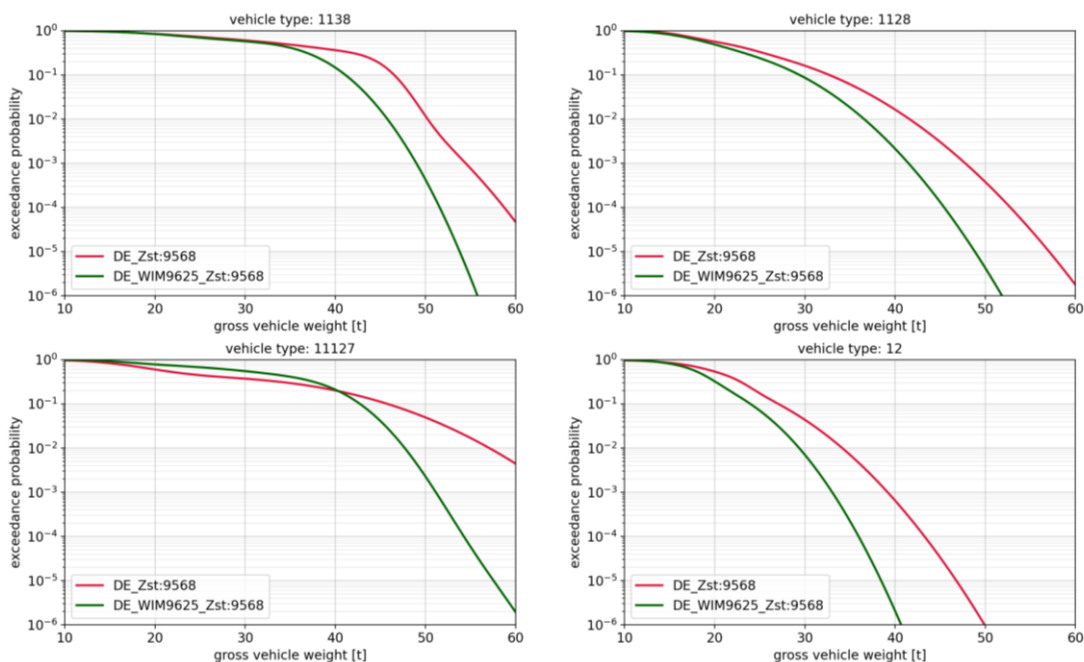 vehicle type: 1138
exceedance probability
10^0
10^-1
10^-2
10^-3
10^-4
10^-5
10^-6
DE_Zst:9568
DE_WIM9625_Zst:9568
10 20 30 40 50 60
gross vehicle weight [t]
vehicle type: 1128
exceedance probability
10^0
10^-1
10^-2
10^-3
10^-4
10^-5
10^-6
DE_Zst:9568
DE_WIM9625_Zst:9568
10 20 30 40 50 60
gross vehicle weight [t]
vehicle type: 11127
exceedance probability
10^0
10^-1
10^-2
10^-3
10^-4
10^-5
10^-6
DE_Zst:9568
DE_WIM9625_Zst:9568
10 20 30 40 50 60
gross vehicle weight [t]
vehicle type: 12
exceedance probability
10^0
10^-1
10^-2
10^-3
10^-4
10^-5
10^-6
DE_Zst:9568
DE_WIM9625_Zst:9568
10 20 30 40 50 60
gross vehicle weight [t]